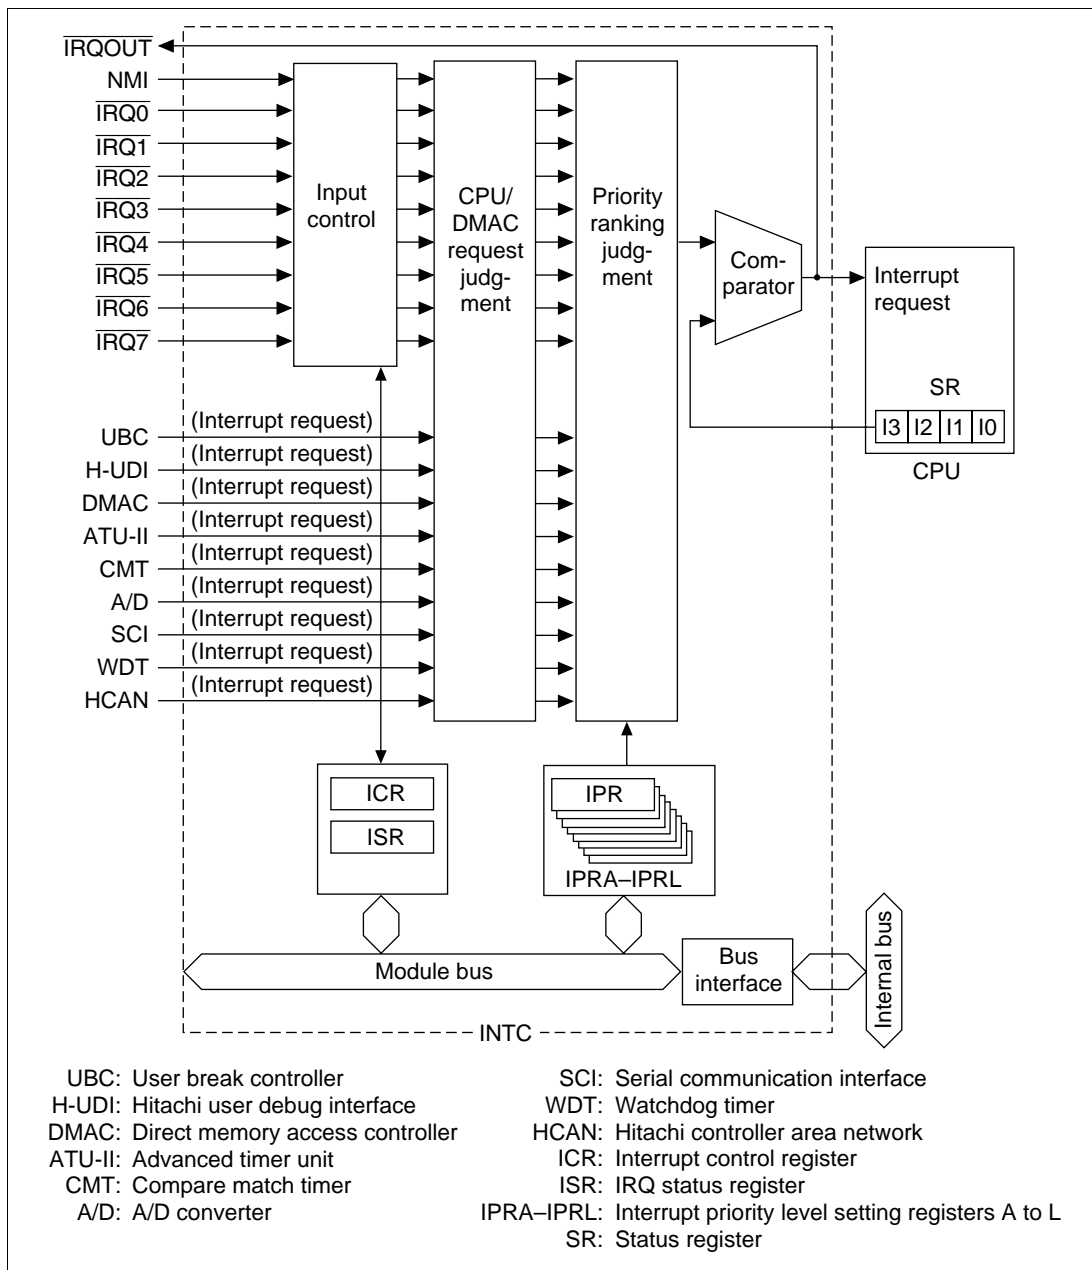 IRQOUT
NMI
IRQ0
IRQ1
IRQ2
IRQ3
IRQ4
IRQ5
IRQ6
IRQ7
Input
control
CPU/
DMAC
request
judg-
ment
Priority
ranking
judg-
ment
Com-
parator
Interrupt
request
SR
I3 I2 I1 I0
CPU
UBC (Interrupt request)
H-UDI (Interrupt request)
DMAC (Interrupt request)
ATU-II (Interrupt request)
CMT (Interrupt request)
A/D (Interrupt request)
SCI (Interrupt request)
WDT (Interrupt request)
HCAN (Interrupt request)
ICR
ISR
IPR
IPRA–IPRL
Module bus
Bus
interface
Internal bus
INTC
UBC: User break controller
H-UDI: Hitachi user debug interface
DMAC: Direct memory access controller
ATU-II: Advanced timer unit
CMT: Compare match timer
A/D: A/D converter
SCI: Serial communication interface
WDT: Watchdog timer
HCAN: Hitachi controller area network
ICR: Interrupt control register
ISR: IRQ status register
IPRA–IPRL: Interrupt priority level setting registers A to L
SR: Status register